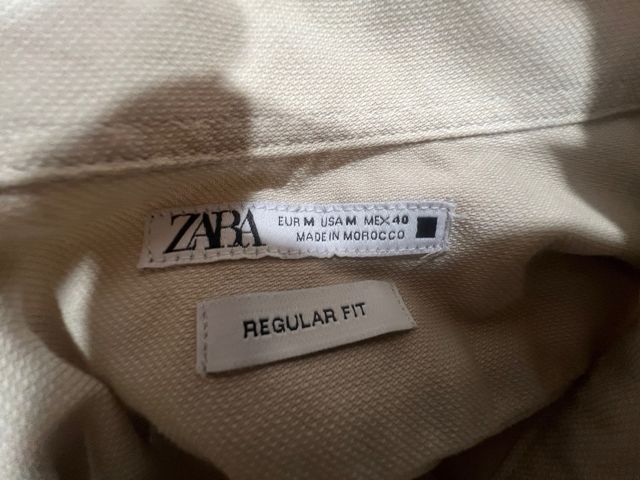 ZARA
EUR M USA M MEX 40
MADE IN MOROCCO
REGULAR FIT